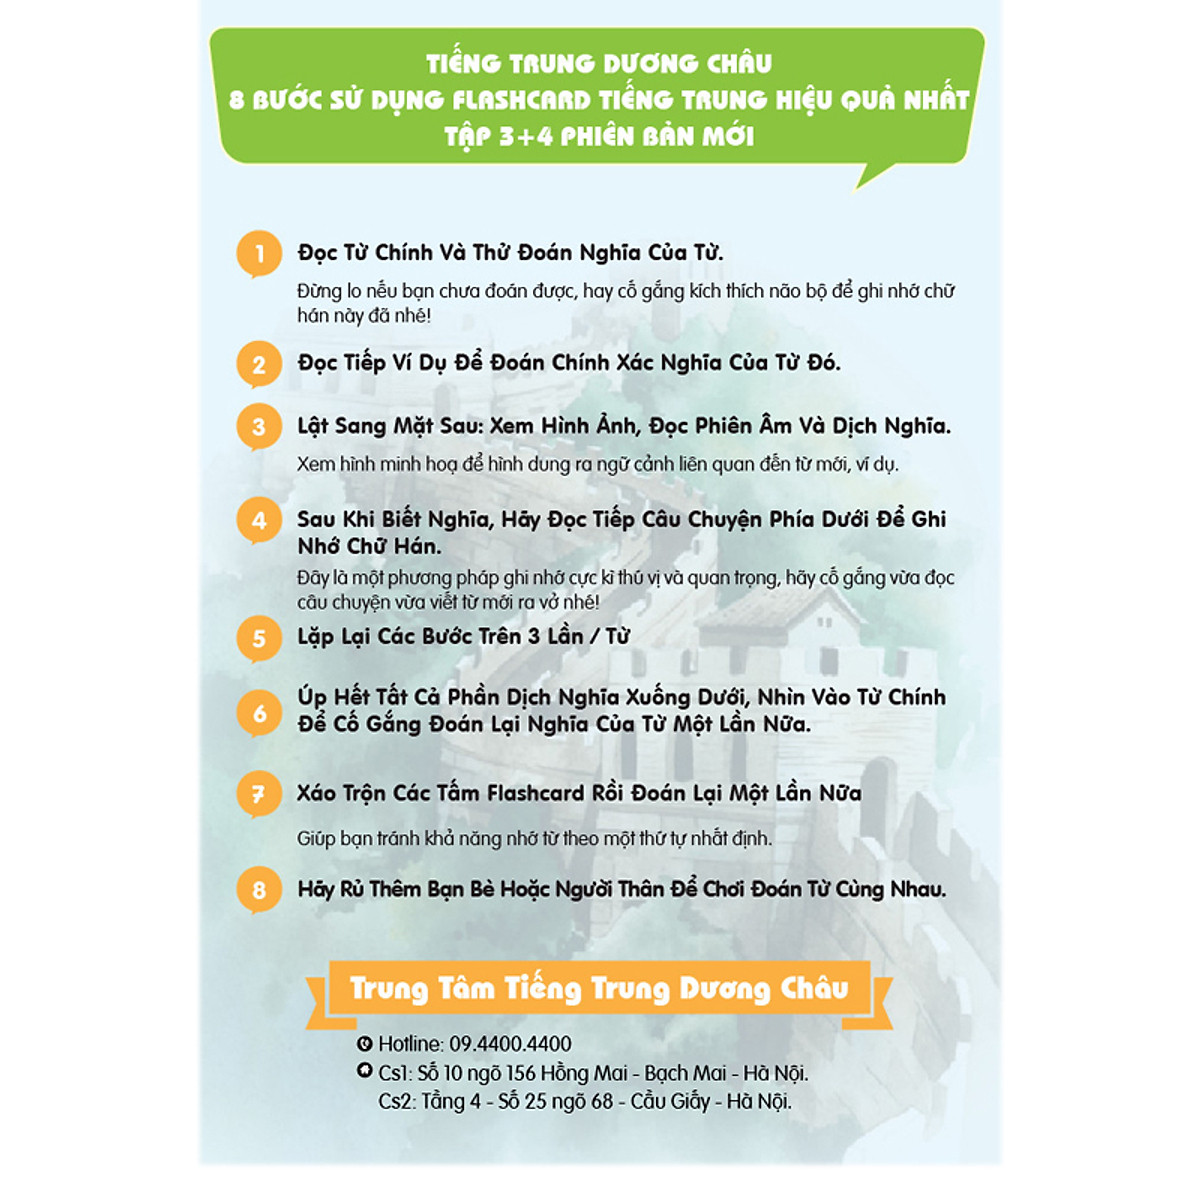 TIẾNG TRUNG DƯƠNG CHÂU
8 BƯỚC SỬ DỤNG FLASHCARD TIẾNG TRUNG HIỆU QUẢ NHẤT
TẬP 3+4 PHIÊN BẢN MỚI
1 Đọc Từ Chính Và Thử Đoán Nghĩa Của Từ.
Đừng lo nếu bạn chưa đoán được, hay cố gắng kích thích não bộ để ghi nhớ chữ
hán này đã nhé!
2 Đọc Tiếp Ví Dụ Để Đoán Chính Xác Nghĩa Của Từ Đó.
3 Lật Sang Mặt Sau: Xem Hình Ảnh, Đọc Phiên Âm Và Dịch Nghĩa.
Xem hình minh hoạ để hình dung ra ngữ cảnh liên quan đến từ mới, ví dụ.
4 Sau Khi Biết Nghĩa, Hãy Đọc Tiếp Câu Chuyện Phía Dưới Để Ghi
Nhớ Chữ Hán.
Đây là một phương pháp ghi nhớ cực kì thú vị và quan trọng, hãy cố gắng vừa đọc
câu chuyện vừa viết từ mới ra vở nhé!
5 Lặp Lại Các Bước Trên 3 Lần / Từ
6 Úp Hết Tất Cả Phần Dịch Nghĩa Xuống Dưới, Nhìn Vào Từ Chính
Để Cố Gắng Đoán Lại Nghĩa Của Từ Một Lần Nữa.
7 Xáo Trộn Các Tấm Flashcard Rồi Đoán Lại Một Lần Nữa
Giúp bạn tránh khả năng nhớ từ theo một thứ tự nhất định.
8 Hãy Rủ Thêm Bạn Bè Hoặc Người Thân Để Chơi Đoán Từ Cùng Nhau.
Trung Tâm Tiếng Trung Dương Châu
Hotline: 09.4400.4400
Cs1: Số 10 ngõ 156 Hồng Mai - Bạch Mai - Hà Nội.
Cs2: Tầng 4 - Số 25 ngõ 68 - Cầu Giấy - Hà Nội.